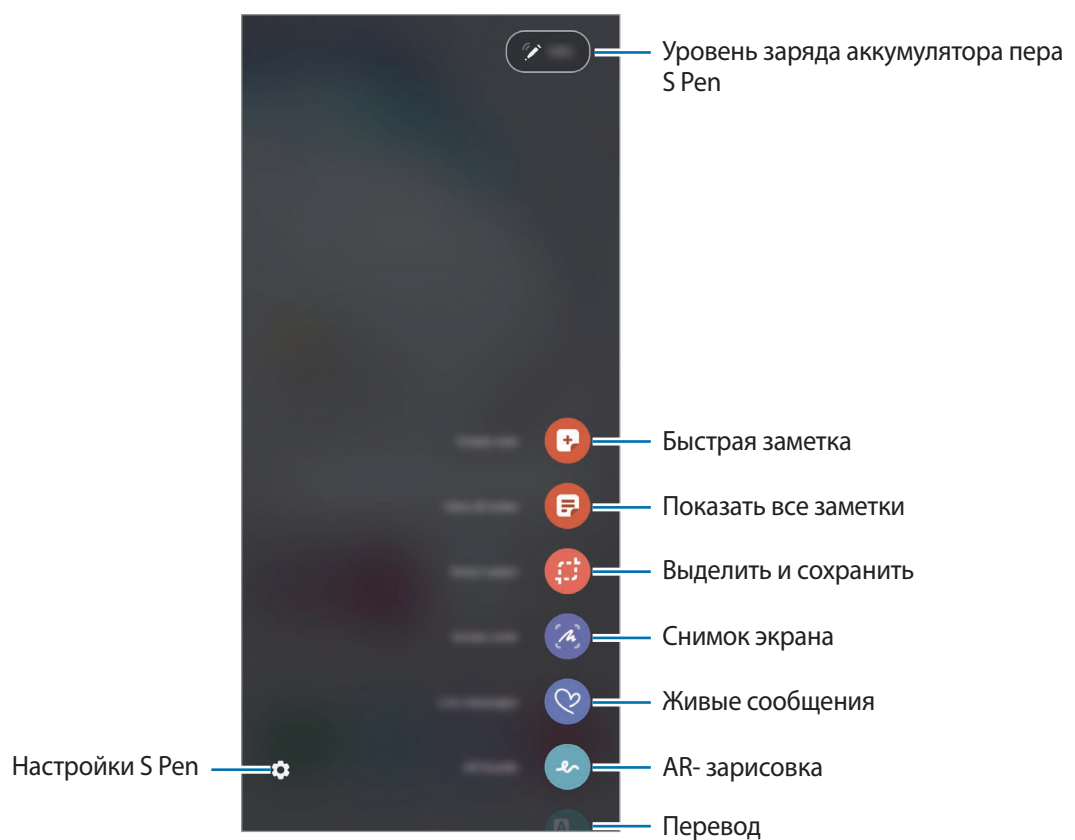 Уровень заряда аккумулятора пера
S Pen
Быстрая заметка
Показать все заметки
Выделить и сохранить
Снимок экрана
Живые сообщения
Настройки S Pen
AR- зарисовка
Перевод